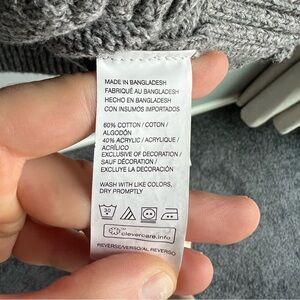 MADE IN BANGLADESH
FABRIQUÉ AU BANGLADESH
HECHO EN BANGLADESH
CON INSUMOS IMPORTADOS
60% COTTON / COTON /
ALGODÓN
40% ACRYLIC / ACRYLIQUE /
ACRÍLICO
EXCLUSIVE OF DECORATION /
SAUF DÉCORATION /
EXCLUYE LA DECORACIÓN
WASH WITH LIKE COLORS,
DRY PROMPTLY
30
clevercare.info
REVERSE/VERSO/AL REVERSO